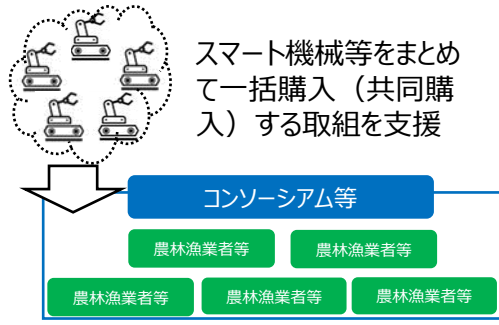 スマート機械等をまとめ
て一括購入（共同購
入）する取組を支援
コンソーシアム等
農林漁業者等 農林漁業者等
農林漁業者等 農林漁業者等 農林漁業者等